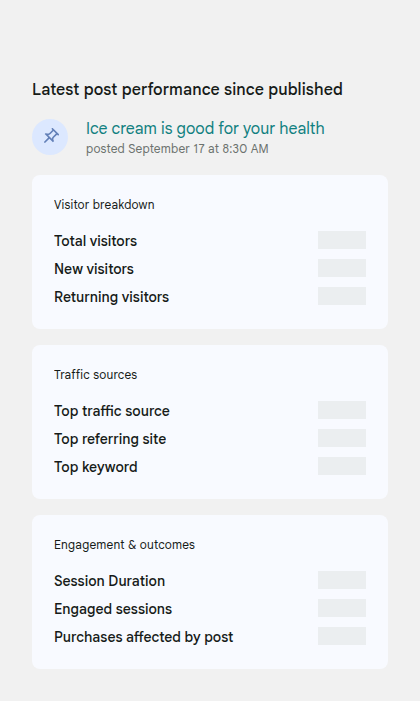 Latest post performance since published
Ice cream is good for your health
posted September 17 at 8:30 AM
Visitor breakdown
Total visitors
New visitors
Returning visitors
Traffic sources
Top traffic source
Top referring site
Top keyword
Engagement & outcomes
Session Duration
Engaged sessions
Purchases affected by post